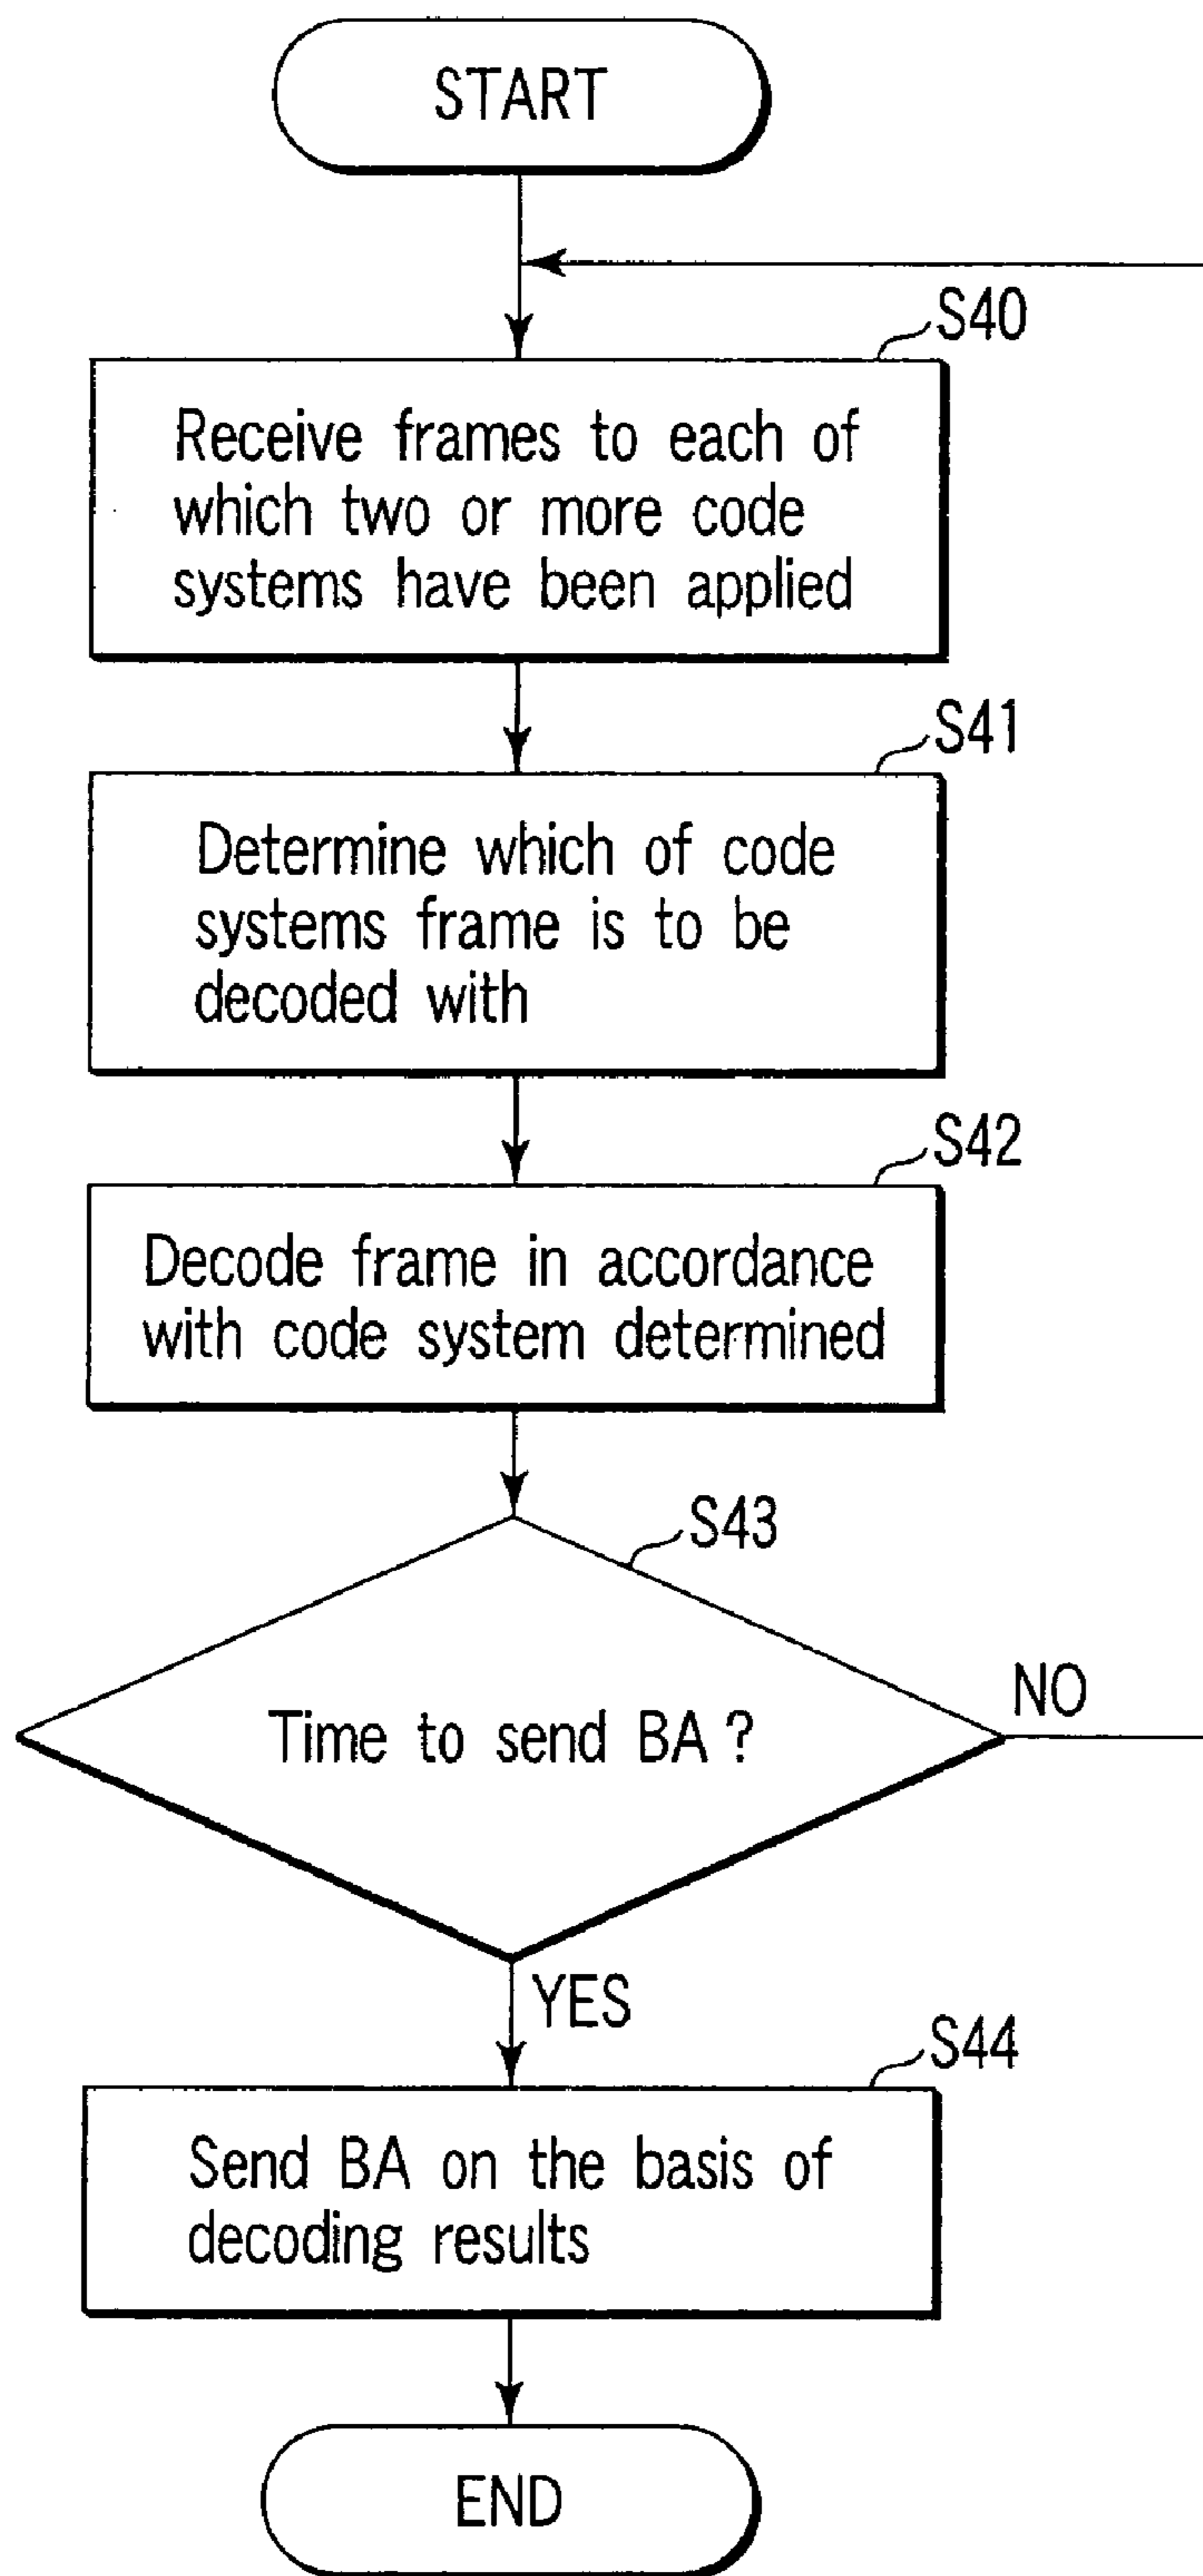 START
S40
Receive frames to each of
which two or more code
systems have been applied
S41
Determine which of code
systems frame is to be
decoded with
S42
Decode frame in accordance
with code system determined
S43
Time to send BA ?
NO
YES
S44
Send BA on the basis of
decoding results
END